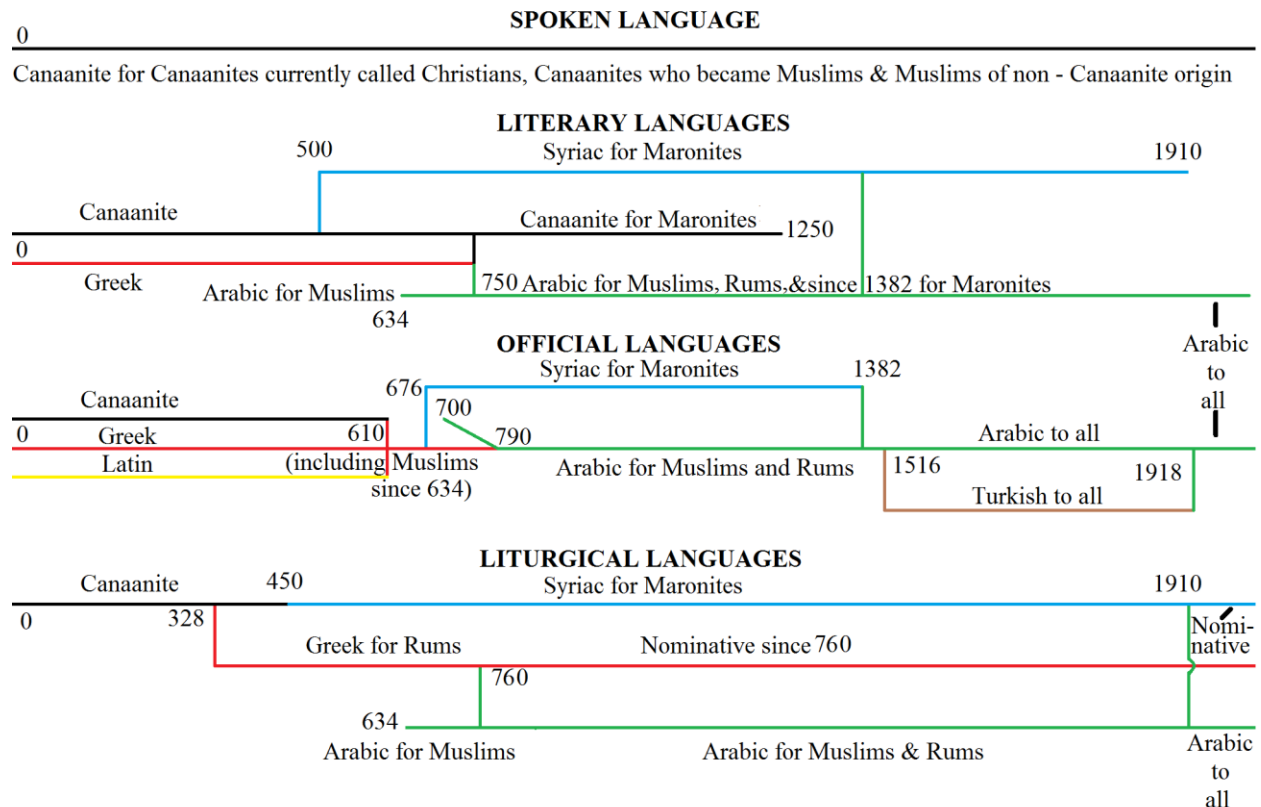 SPOKEN LANGUAGE
0
Canaanite for Canaanites currently called Christians, Canaanites who became Muslims & Muslims of non - Canaanite origin
LITERARY LANGUAGES
500
Syriac for Maronites
1910
Canaanite
Canaanite for Maronites
1250
0
Greek
Arabic for Muslims
634
750 Arabic for Muslims, Rums,&since 1382 for Maronites
Arabic
to
all
OFFICIAL LANGUAGES
676
Syriac for Maronites
1382
Canaanite
700
0
Greek
610
790
Arabic to all
Latin
(including Muslims
since 634)
Arabic for Muslims and Rums
1516
1918
Turkish to all
LITURGICAL LANGUAGES
Canaanite
450
Syriac for Maronites
1910
0
328
Nomi-
native
Greek for Rums
Nominative since 760
760
634
Arabic for Muslims
Arabic for Muslims & Rums
Arabic
to
all